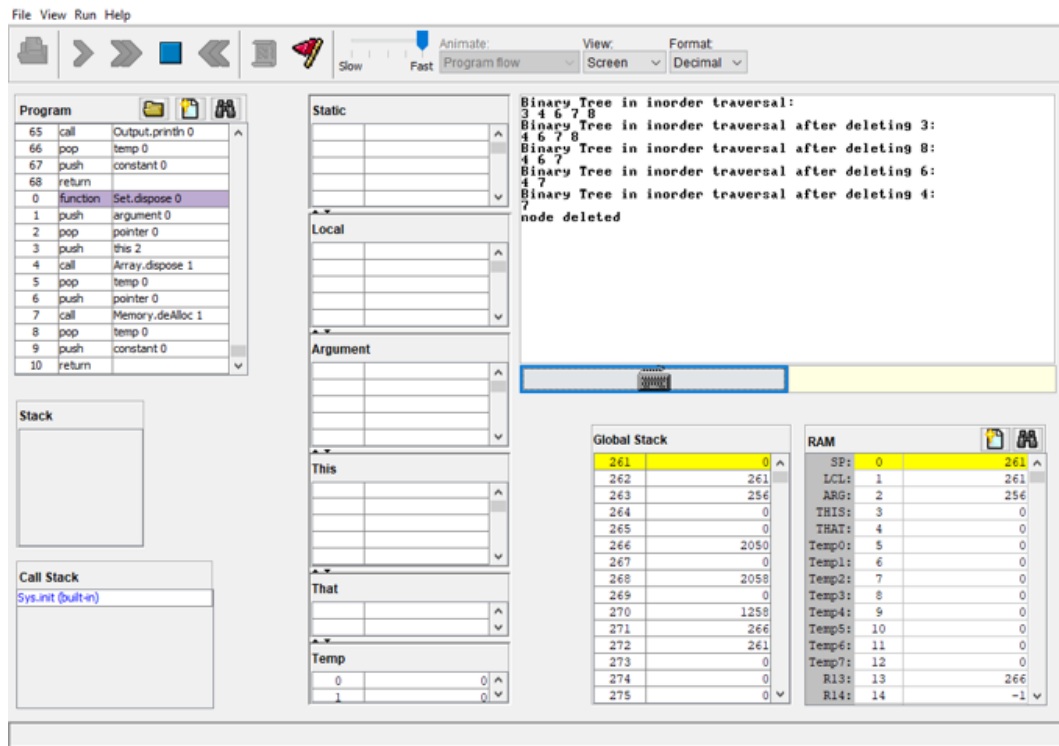 File View Run Help
Slow Fast
Animate:
Program flow
View:
Screen
Format:
Decimal
Program
65 call Output.println 0
66 pop temp 0
67 push constant 0
68 return
0 function Set.dispose 0
1 push argument 0
2 pop pointer 0
3 push this 2
4 call Array.dispose 1
5 pop temp 0
6 push pointer 0
7 call Memory.deAlloc 1
8 pop temp 0
9 push constant 0
10 return
Stack
Call Stack
Sys.init (built-in)
Static
Local
Argument
This
That
Temp
0 0
1 0
Binary Tree in inorder traversal:
3 4 6 7 8
Binary Tree in inorder traversal after deleting 3:
4 6 7 8
Binary Tree in inorder traversal after deleting 8:
4 6 7
Binary Tree in inorder traversal after deleting 6:
4 7
Binary Tree in inorder traversal after deleting 4:
7
node deleted
Global Stack
261 0
262 261
263 256
264 0
265 0
266 2050
267 0
268 2058
269 0
270 1258
271 266
272 261
273 0
274 0
275 0
RAM
SP: 0 261
LCL: 1 261
ARG: 2 256
THIS: 3 0
THAT: 4 0
Temp0: 5 0
Temp1: 6 0
Temp2: 7 0
Temp3: 8 0
Temp4: 9 0
Temp5: 10 0
Temp6: 11 0
Temp7: 12 0
R13: 13 266
R14: 14 -1